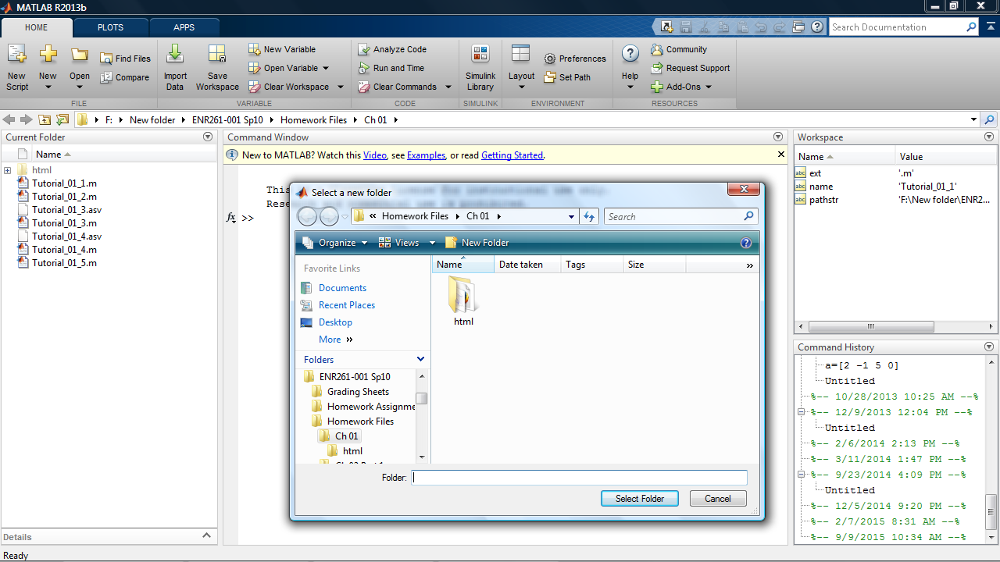 MATLAB R2013b
HOME PLOTS APPS
Search Documentation
New Script
New
Open
Find Files
Compare
Import Data
Save Workspace
New Variable
Open Variable
Clear Workspace
Analyze Code
Run and Time
Clear Commands
Simulink Library
Layout
Preferences
Set Path
Help
Community
Request Support
Add-Ons
FILE VARIABLE CODE SIMULINK ENVIRONMENT RESOURCES
F: New folder ENR261-001 Sp10 Homework Files Ch 01
Current Folder
Name
html
Tutorial_01_1.m
Tutorial_01_2.m
Tutorial_01_3.asv
Tutorial_01_3.m
Tutorial_01_4.asv
Tutorial_01_4.m
Tutorial_01_5.m
Details
Command Window
New to MATLAB? Watch this Video, see Examples, or read Getting Started.
fx >>
Select a new folder
« Homework Files Ch 01
Search
Organize Views New Folder
Favorite Links
Documents
Recent Places
Desktop
More »
Folders
ENR261-001 Sp10
Grading Sheets
Homework Assignme
Homework Files
Ch 01
html
Name Date taken Tags Size »
html
Folder:
Select Folder Cancel
Workspace
Name Value
abc ext '.m'
abc name 'Tutorial_01_1'
abc pathstr 'F:\New folder\ENR2...
Command History
a=[2 -1 5 0]
Untitled
%-- 10/28/2013 10:25 AM --%
%-- 12/9/2013 12:04 PM --%
Untitled
%-- 2/6/2014 2:13 PM --%
%-- 3/11/2014 1:47 PM --%
%-- 9/23/2014 4:09 PM --%
Untitled
%-- 12/5/2014 9:20 PM --%
%-- 2/7/2015 8:31 AM --%
%-- 9/9/2015 10:34 AM --%
Ready